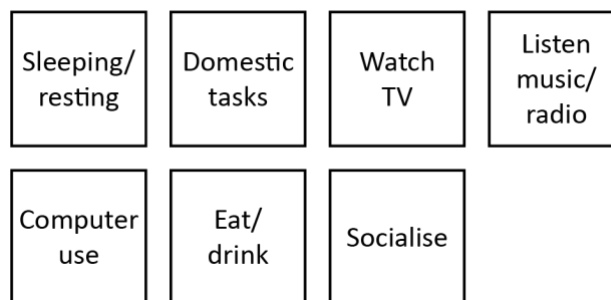 Sleeping/
resting
Domestic
tasks
Watch
TV
Listen
music/
radio
Computer
use
Eat/
drink
Socialise